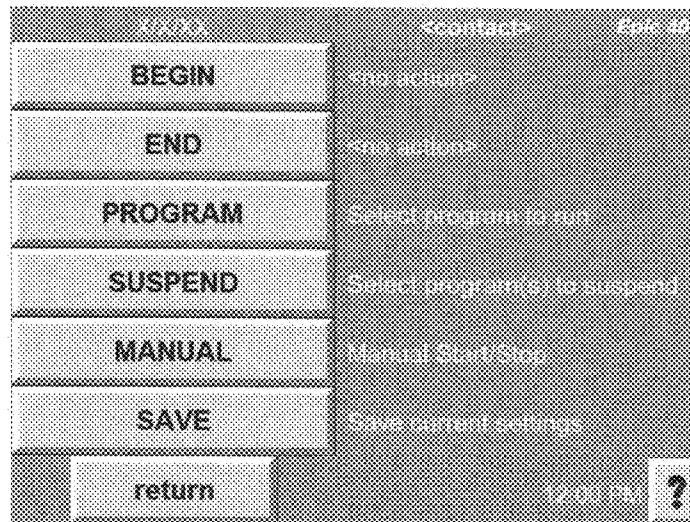 <contact>
BEGIN
<no action>
END
<no action>
PROGRAM
Select program to run
SUSPEND
Select program(s) to suspend
MANUAL
Manual Start/Stop
SAVE
Save current settings
return
12:00 PM
?